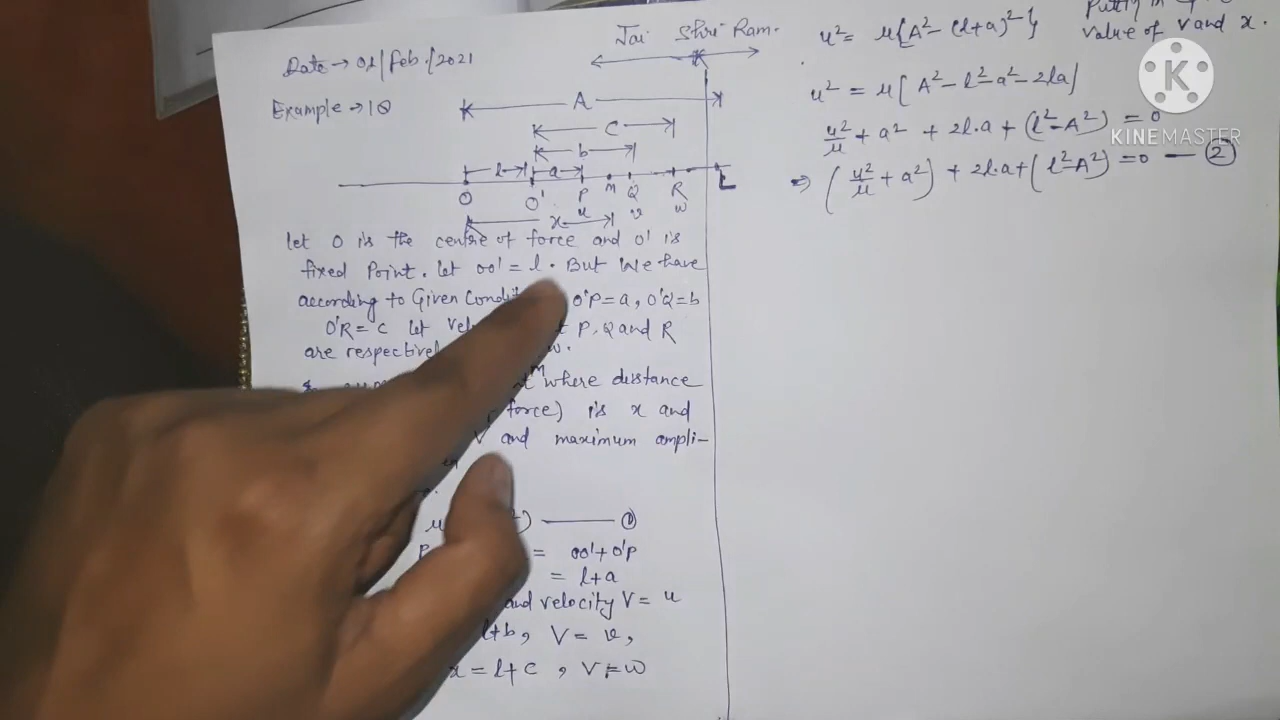 Jai Shri Ram.
Date → 01/Feb./2021
Example → 10
A
C
b
l a
O O' P M Q R L
u v w
x
let O is the centre of force and O' is
fixed Point. Let OO' = l. But We have
according to Given O'P=a, O'Q=b
O'R = c Let P, Q and R
are w.
where distance
force) is x and
V and maximum ampli-
①
= OO'+O'P
= l+a
and velocity V = u
l+b, V = v,
x = l+c, V = w
Putty in
u² = μ{A²-(l+a)²} value of v and x.
u² = μ[A²-l²-a²-2la]
u²/μ + a² + 2l·a + (l²-A²) = 0
⇒ (u²/μ + a²) + 2l·a + (l²-A²) = 0 — ②
K
KINEMASTER